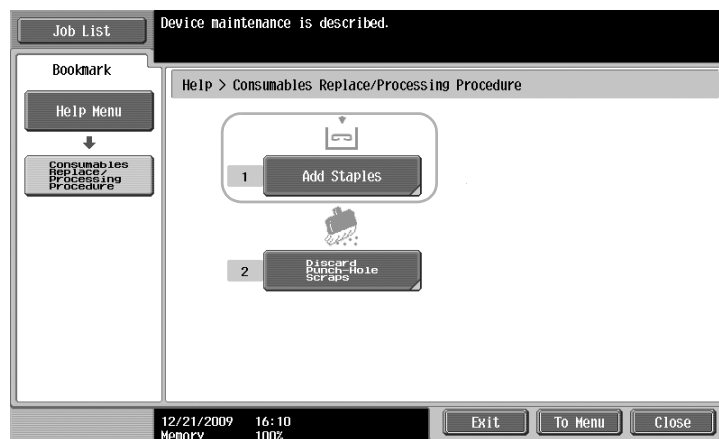 Job List
Device maintenance is described.
Bookmark
Help > Consumables Replace/Processing Procedure
Help Menu
Consumables
Replace/
Processing
Procedure
1 Add Staples
2 Discard
Punch-Hole
Scraps
12/21/2009 16:10
Memory 100%
Exit To Menu Close